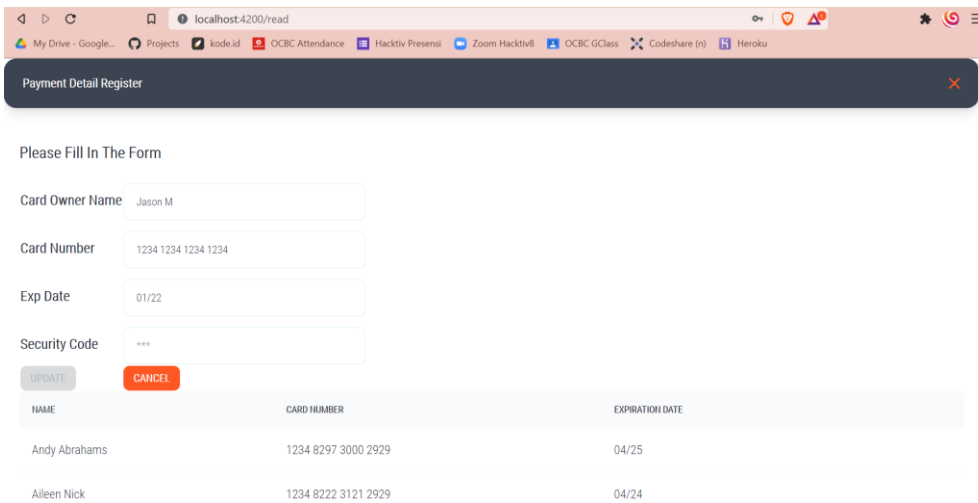 localhost:4200/read
My Drive - Google... Projects kode.id OCBC Attendance Hacktiv Presensi Zoom Hacktiv8 OCBC GClass Codeshare (n) Heroku
Payment Detail Register
Please Fill In The Form
Card Owner Name Jason M
Card Number 1234 1234 1234 1234
Exp Date 01/22
Security Code ***
UPDATE CANCEL
NAME CARD NUMBER EXPIRATION DATE
Andy Abrahams 1234 8297 3000 2929 04/25
Aileen Nick 1234 8222 3121 2929 04/24